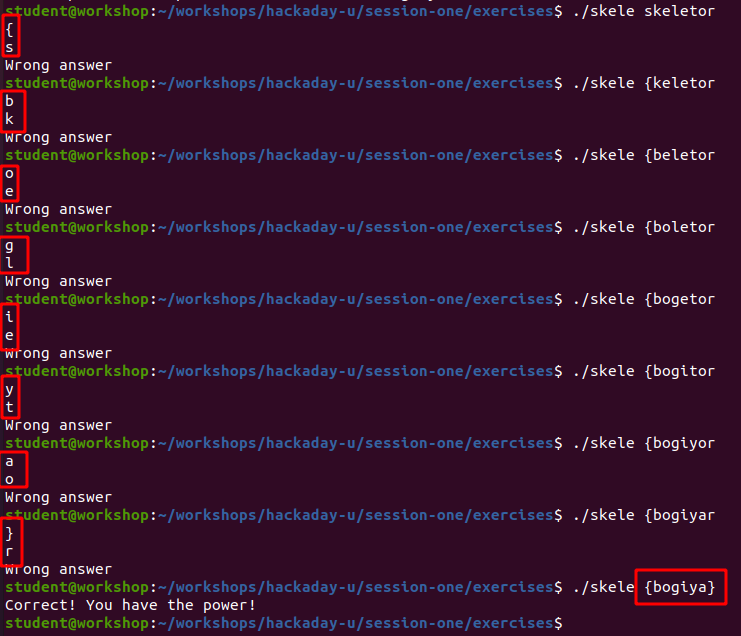 student@workshop:~/workshops/hackaday-u/session-one/exercises$ ./skele skeletor
{
s
Wrong answer
student@workshop:~/workshops/hackaday-u/session-one/exercises$ ./skele {keletor
b
k
Wrong answer
student@workshop:~/workshops/hackaday-u/session-one/exercises$ ./skele {beletor
o
e
Wrong answer
student@workshop:~/workshops/hackaday-u/session-one/exercises$ ./skele {boletor
g
l
Wrong answer
student@workshop:~/workshops/hackaday-u/session-one/exercises$ ./skele {bogetor
i
e
Wrong answer
student@workshop:~/workshops/hackaday-u/session-one/exercises$ ./skele {bogitor
y
t
Wrong answer
student@workshop:~/workshops/hackaday-u/session-one/exercises$ ./skele {bogiyor
a
o
Wrong answer
student@workshop:~/workshops/hackaday-u/session-one/exercises$ ./skele {bogiyar
}
r
Wrong answer
student@workshop:~/workshops/hackaday-u/session-one/exercises$ ./skele {bogiya}
Correct! You have the power!
student@workshop:~/workshops/hackaday-u/session-one/exercises$